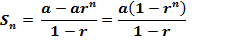 Sₙ = (a − arⁿ)/(1 − r) = a(1 − rⁿ)/(1 − r)